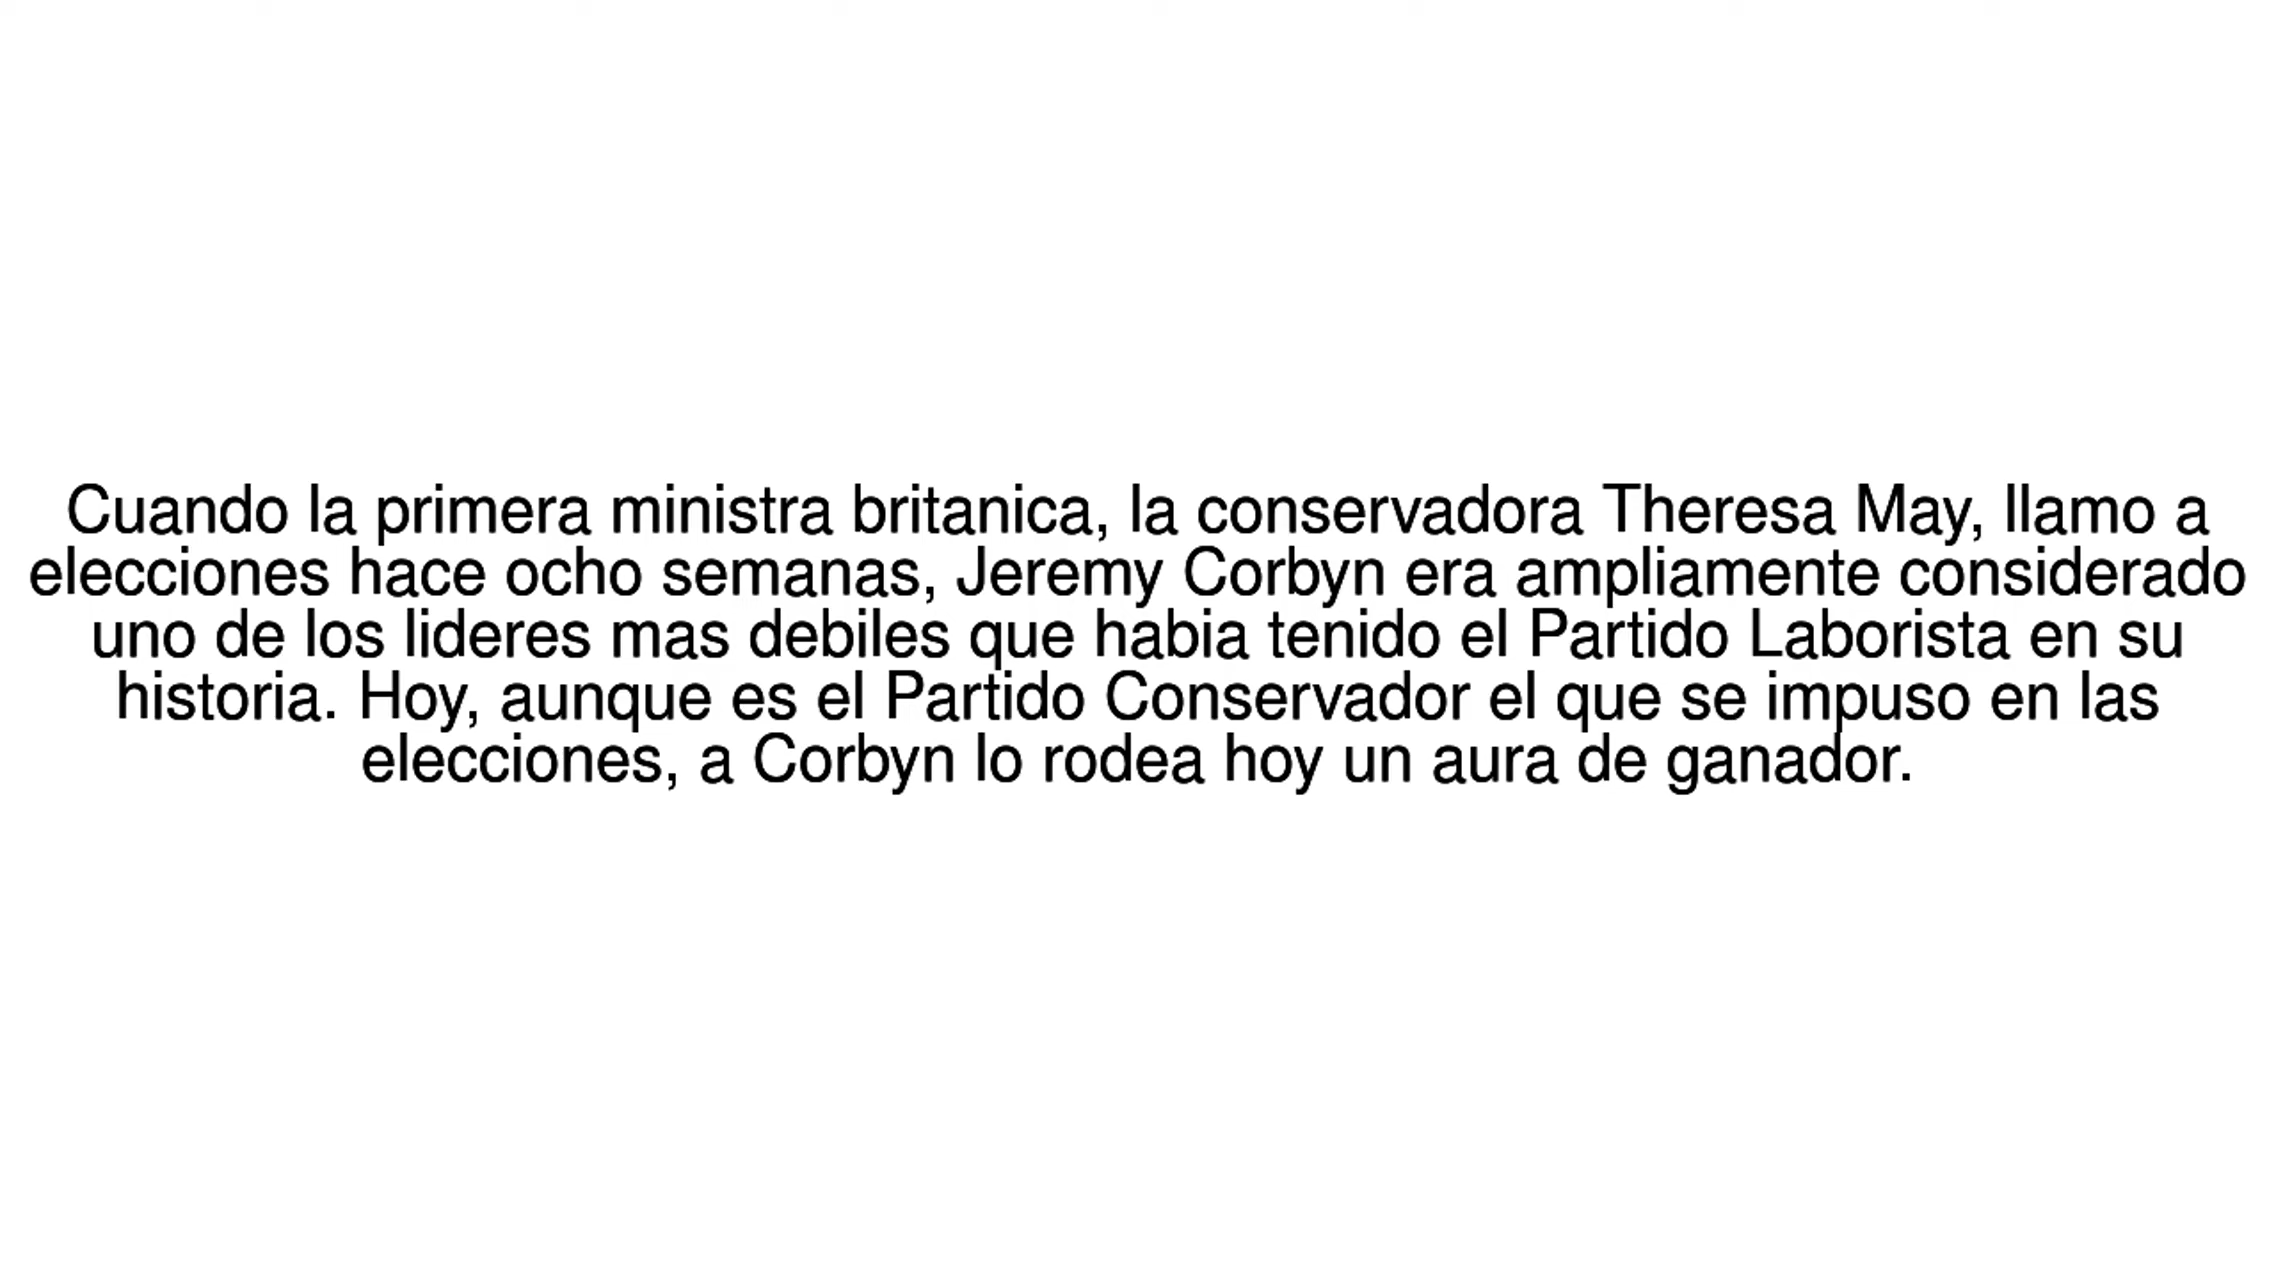 Cuando la primera ministra britanica, la conservadora Theresa May, llamo a
elecciones hace ocho semanas, Jeremy Corbyn era ampliamente considerado
uno de los lideres mas debiles que habia tenido el Partido Laborista en su
historia. Hoy, aunque es el Partido Conservador el que se impuso en las
elecciones, a Corbyn lo rodea hoy un aura de ganador.